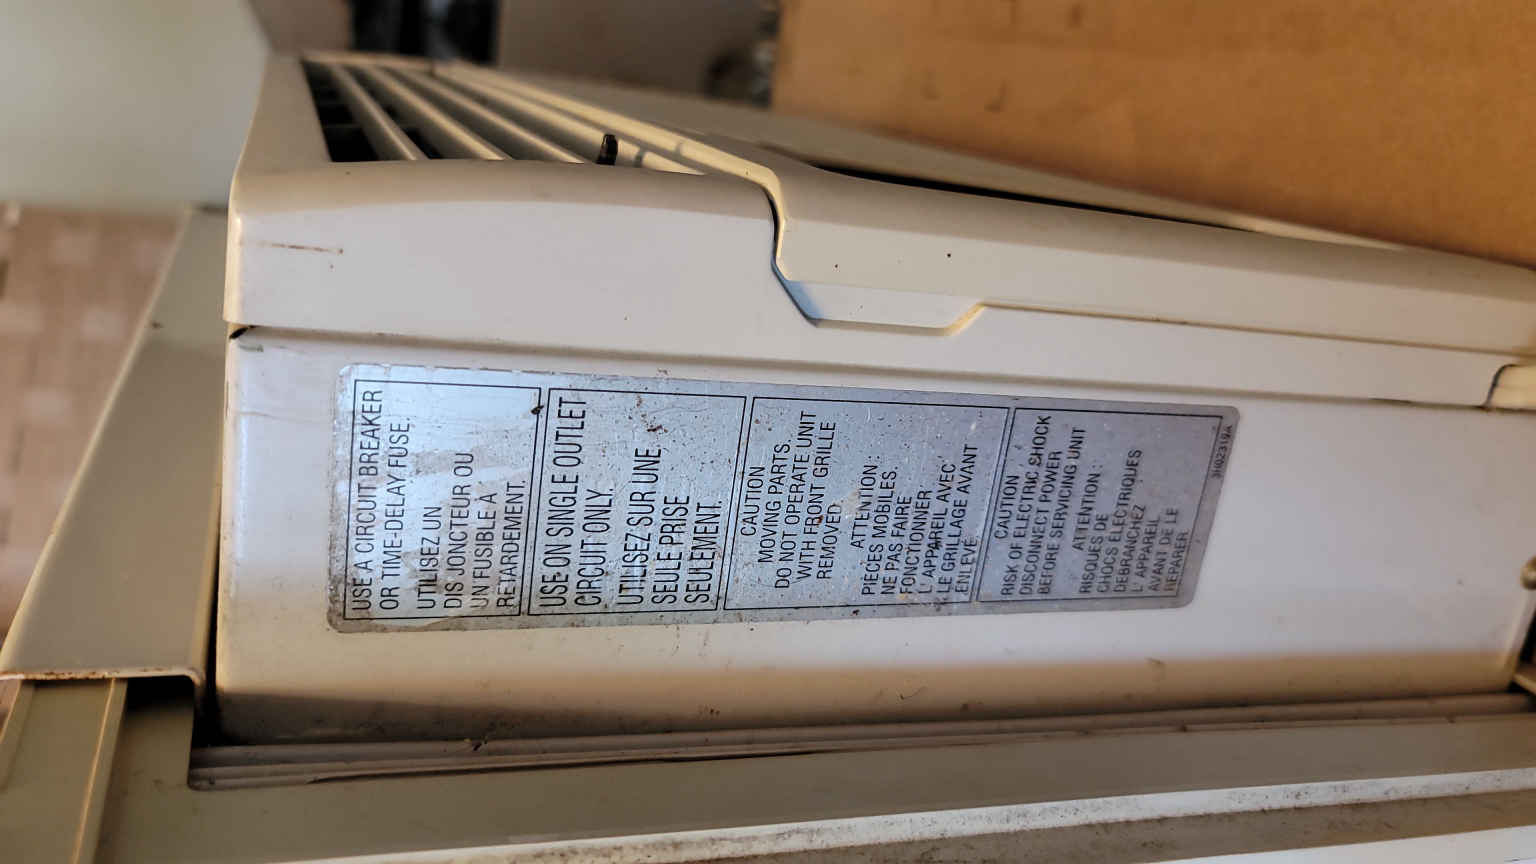 USE A CIRCUIT BREAKER
OR TIME-DELAY FUSE.
UTILISEZ UN
DISJONCTEUR OU
UN FUSIBLE À
RETARDEMENT.
USE ON SINGLE OUTLET
CIRCUIT ONLY.
UTILISEZ SUR UNE
SEULE PRISE
SEULEMENT.
CAUTION
MOVING PARTS.
DO NOT OPERATE UNIT
WITH FRONT GRILLE
REMOVED
ATTENTION :
PIÈCES MOBILES.
NE PAS FAIRE
FONCTIONNER
L'APPAREIL AVEC
LE GRILLAGE AVANT
ENLEVÉ.
CAUTION
RISK OF ELECTRIC SHOCK
DISCONNECT POWER
BEFORE SERVICING UNIT
ATTENTION :
RISQUES DE
CHOCS ÉLECTRIQUES
DEBRANCHEZ
L'APPAREIL
AVANT DE LE
REPARER
3H02319A